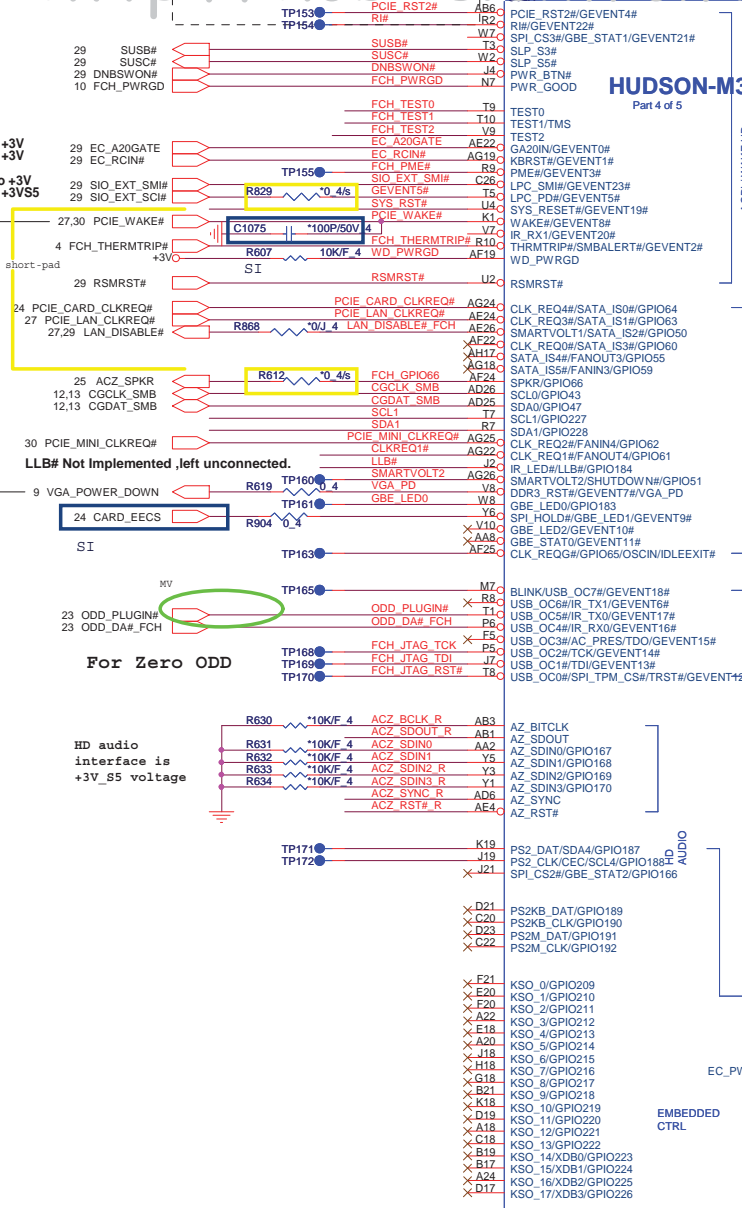 TP153 PCIE_RST2# AB6 PCIE_RST2#/GEVENT4#
TP154 RI# R2 RI#/GEVENT22#
W7 SPI_CS3#/GBE_STAT1/GEVENT21#
29 SUSB# SUSB# T3 SLP_S3#
29 SUSC# SUSC# W2 SLP_S5#
29 DNBSWON# DNBSWON# J4 PWR_BTN#
10 FCH_PWRGD FCH_PWRGD N7 PWR_GOOD
HUDSON-M3
Part 4 of 5
FCH_TEST0 T9 TEST0
FCH_TEST1 T10 TEST1/TMS
FCH_TEST2 V9 TEST2
+3V 29 EC_A20GATE EC_A20GATE AE22 GA20IN/GEVENT0#
+3V 29 EC_RCIN# EC_RCIN# AG19 KBRST#/GEVENT1#
TP155 FCH_PME# R9 PME#/GEVENT3#
+3V 29 SIO_EXT_SMI# SIO_EXT_SMI# C26 LPC_SMI#/GEVENT23#
+3VS5 29 SIO_EXT_SCI# R829 *0_4/s GEVENT5# T5 LPC_PD#/GEVENT5#
SYS_RST# U4 SYS_RESET#/GEVENT19#
27,30 PCIE_WAKE# PCIE_WAKE# K1 WAKE#/GEVENT8#
C1075 *100P/50V_4 V7 IR_RX1/GEVENT20#
4 FCH_THERMTRIP# FCH_THERMTRIP# R10 THRMTRIP#/SMBALERT#/GEVENT2#
+3V R607 10K/F_4 WD_PWRGD AF19 WD_PWRGD
short-pad
SI
29 RSMRST# RSMRST# U2 RSMRST#
24 PCIE_CARD_CLKREQ# PCIE_CARD_CLKREQ# AG24 CLK_REQ4#/SATA_IS0#/GPIO64
27 PCIE_LAN_CLKREQ# PCIE_LAN_CLKREQ# AE24 CLK_REQ3#/SATA_IS1#/GPIO63
27,29 LAN_DISABLE# R868 *0/J_4 LAN_DISABLE#_FCH AE26 SMARTVOLT1/SATA_IS2#/GPIO50
AF22 CLK_REQ0#/SATA_IS3#/GPIO60
AH17 SATA_IS4#/FANOUT3/GPIO55
AG18 SATA_IS5#/FANIN3/GPIO59
25 ACZ_SPKR R612 *0_4/s FCH_GPIO66 AF24 SPKR/GPIO66
12,13 CGCLK_SMB CGCLK_SMB AD26 SCL0/GPIO43
12,13 CGDAT_SMB CGDAT_SMB AD25 SDA0/GPIO47
SCL1 T7 SCL1/GPIO227
SDA1 R7 SDA1/GPIO228
30 PCIE_MINI_CLKREQ# PCIE_MINI_CLKREQ# AG25 CLK_REQ2#/FANIN4/GPIO62
CLKREQ1# AG22 CLK_REQ1#/FANOUT4/GPIO61
LLB# Not Implemented ,left unconnected. LLB# J2 IR_LED#/LLB#/GPIO184
TP160 SMARTVOLT2 AG26 SMARTVOLT2/SHUTDOWN#/GPIO51
9 VGA_POWER_DOWN R619 0_4 VGA_PD V8 DDR3_RST#/GEVENT7#/VGA_PD
TP161 GBE_LED0 W8 GBE_LED0/GPIO183
24 CARD_EECS R904 0_4 Y6 SPI_HOLD#/GBE_LED1/GEVENT9#
V10 GBE_LED2/GEVENT10#
AA8 GBE_STAT0/GEVENT11#
SI
TP163 AF25 CLK_REQG#/GPIO65/OSCIN/IDLEEXIT#
MV
TP165 M7 BLINK/USB_OC7#/GEVENT18#
R8 USB_OC6#/IR_TX1/GEVENT6#
23 ODD_PLUGIN# ODD_PLUGIN# T1 USB_OC5#/IR_TX0/GEVENT17#
23 ODD_DA#_FCH ODD_DA#_FCH P6 USB_OC4#/IR_RX0/GEVENT16#
F5 USB_OC3#/AC_PRES/TDO/GEVENT15#
TP168 FCH_JTAG_TCK P5 USB_OC2#/TCK/GEVENT14#
TP169 FCH_JTAG_TDI J7 USB_OC1#/TDI/GEVENT13#
TP170 FCH_JTAG_RST# T8 USB_OC0#/SPI_TPM_CS#/TRST#/GEVENT12
For Zero ODD
R630 *10K/F_4 ACZ_BCLK_R AB3 AZ_BITCLK
ACZ_SDOUT_R AB1 AZ_SDOUT
R631 *10K/F_4 ACZ_SDIN0 AA2 AZ_SDIN0/GPIO167
R632 *10K/F_4 ACZ_SDIN1 Y5 AZ_SDIN1/GPIO168
R633 *10K/F_4 ACZ_SDIN2_R Y3 AZ_SDIN2/GPIO169
R634 *10K/F_4 ACZ_SDIN3_R Y1 AZ_SDIN3/GPIO170
ACZ_SYNC_R AD6 AZ_SYNC
ACZ_RST#_R AE4 AZ_RST#
HD audio
interface is
+3V_S5 voltage
HD AUDIO
TP171 K19 PS2_DAT/SDA4/GPIO187
TP172 J19 PS2_CLK/CEC/SCL4/GPIO188
J21 SPI_CS2#/GBE_STAT2/GPIO166
D21 PS2KB_DAT/GPIO189
C20 PS2KB_CLK/GPIO190
D23 PS2M_DAT/GPIO191
C22 PS2M_CLK/GPIO192
F21 KSO_0/GPIO209
E20 KSO_1/GPIO210
F20 KSO_2/GPIO211
A22 KSO_3/GPIO212
E18 KSO_4/GPIO213
A20 KSO_5/GPIO214
J18 KSO_6/GPIO215
H18 KSO_7/GPIO216
G18 KSO_8/GPIO217
B21 KSO_9/GPIO218
K18 KSO_10/GPIO219
D19 KSO_11/GPIO220
A18 KSO_12/GPIO221
C18 KSO_13/GPIO222
B19 KSO_14/XDB0/GPIO223
B17 KSO_15/XDB1/GPIO224
A24 KSO_16/XDB2/GPIO225
D17 KSO_17/XDB3/GPIO226
EC_PW
EMBEDDED
CTRL